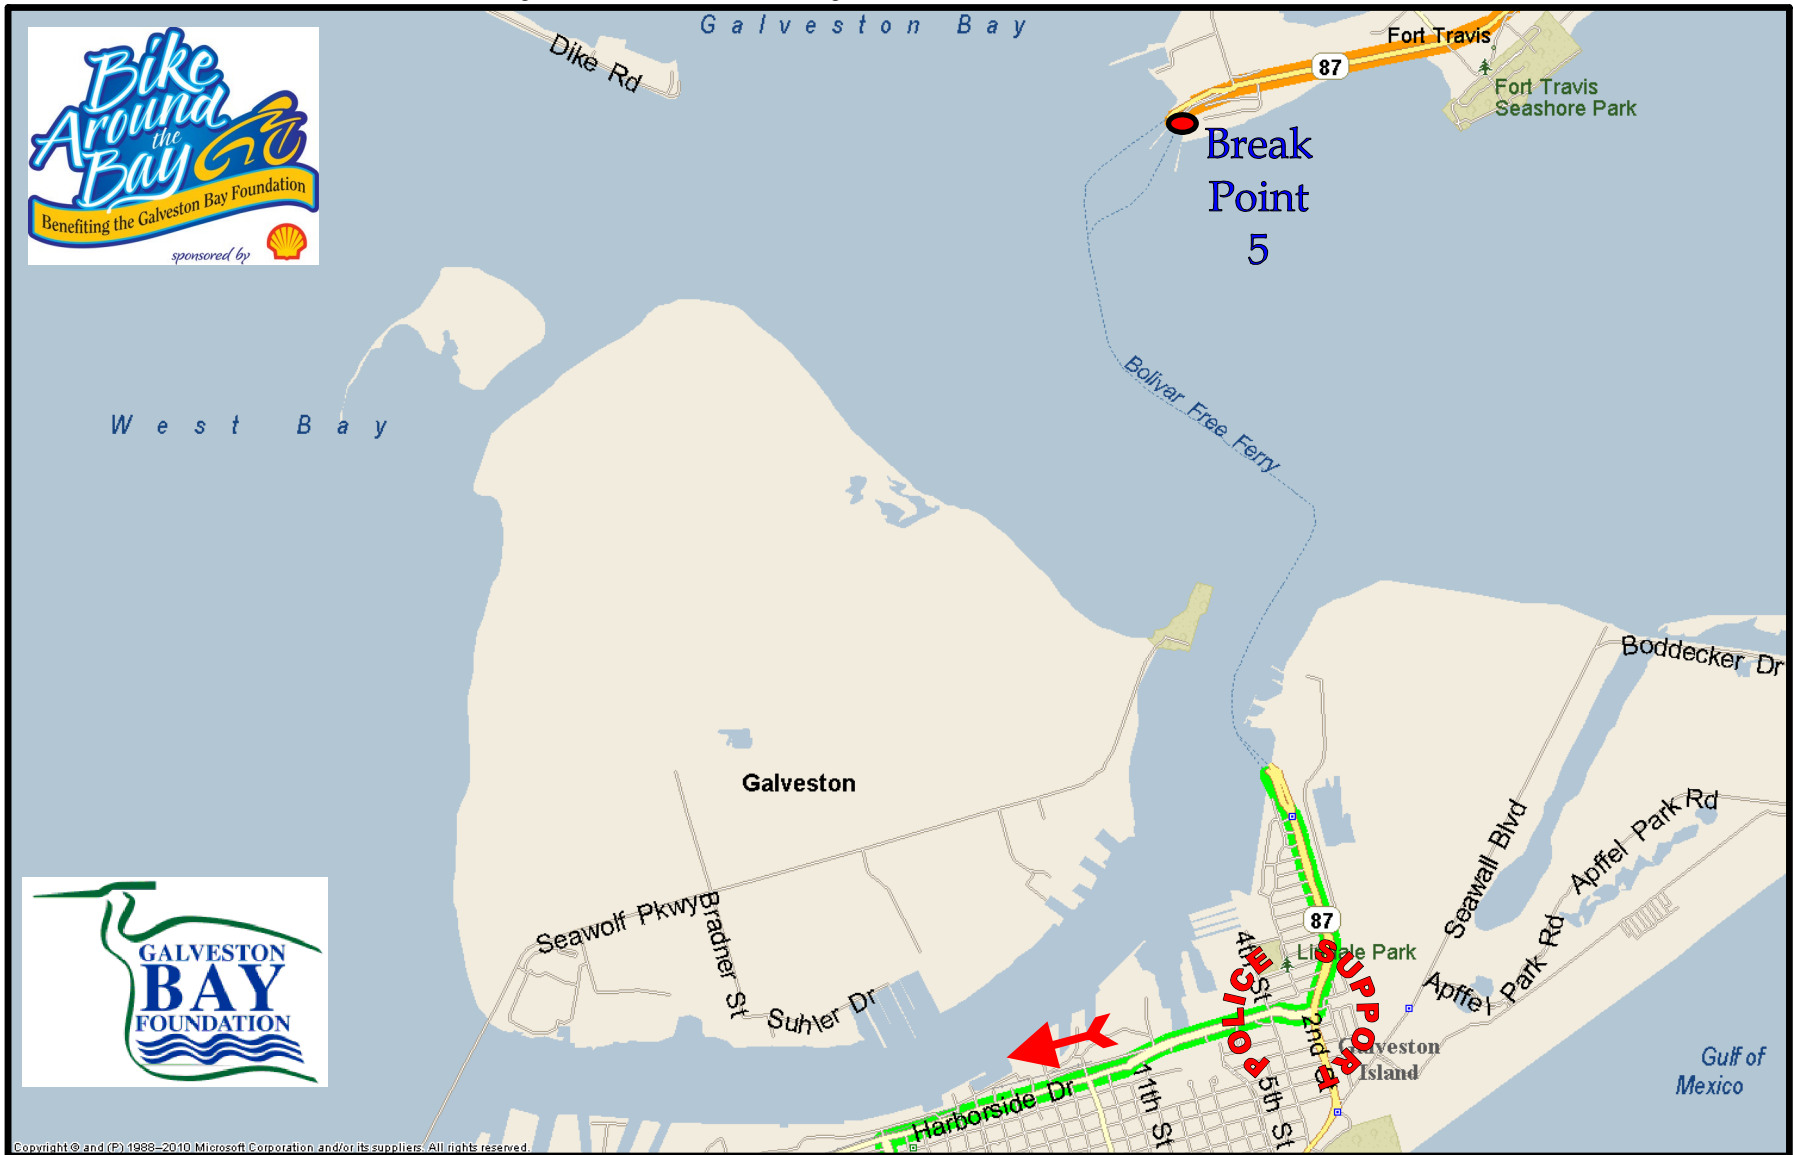 Galveston Bay
Dike Rd
Fort Travis
87
Fort Travis
Seashore Park
Bike
Around
the
Bay
Benefiting the Galveston Bay Foundation
sponsored by
Break
Point
5
Bolivar Free Ferry
West Bay
Boddecker Dr
Galveston
Seawall Blvd
Apffel Park Rd
Seawolf Pkwy
Bradner St
Suhler Dr
87
4th St
Park
POLICE SUPPORT
Apffel Park Rd
2nd
Island
Gulf of
Mexico
GALVESTON
BAY
FOUNDATION
Harborside Dr
11th St
5th St
Copyright © and (P) 1988–2010 Microsoft Corporation and/or its suppliers. All rights reserved.